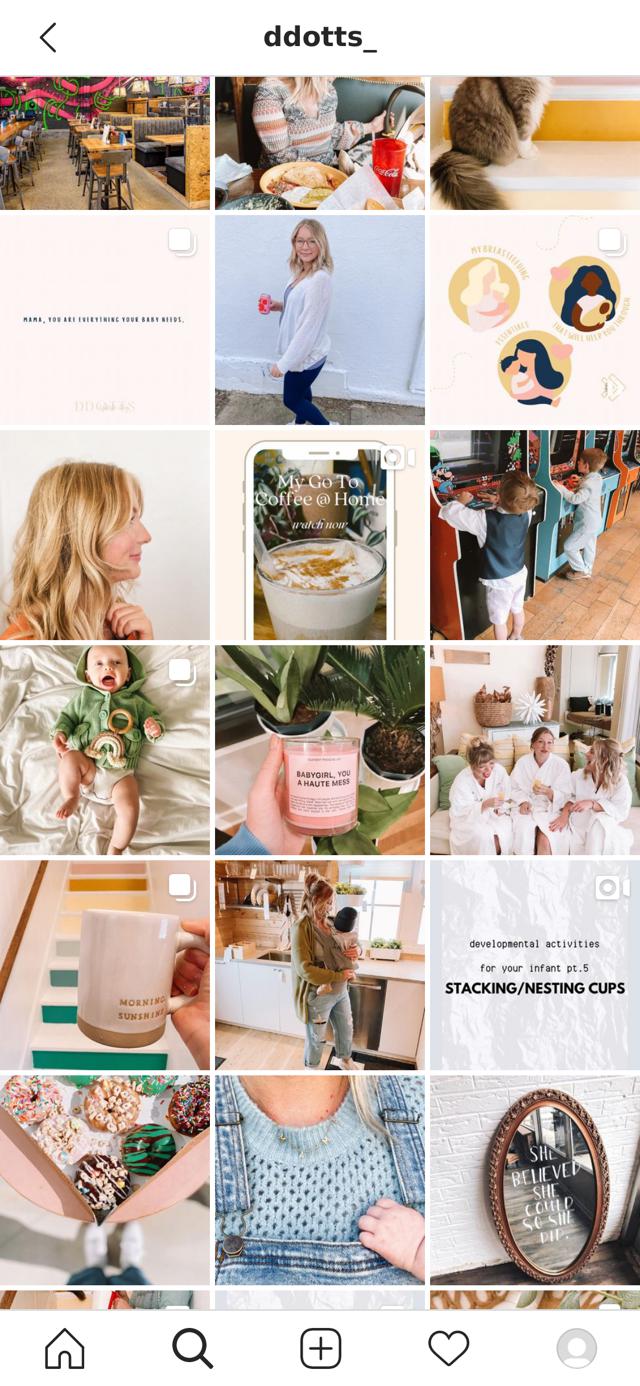 ddotts_
Coca-Cola
MAMA, YOU ARE EVERYTHING YOUR BABY NEEDS.
DDOTTS
MY BREASTFEEDING
ESSENTIALS
THAT WILL HELP YOU THROUGH
My Go To
Coffee @ Home
watch now
BABYGIRL, YOU
A HAUTE MESS
MORNING,
SUNSHINE
developmental activities
for your infant pt.5
STACKING/NESTING CUPS
SHE
BELIEVED
SHE
COULD
SO SHE
DID.